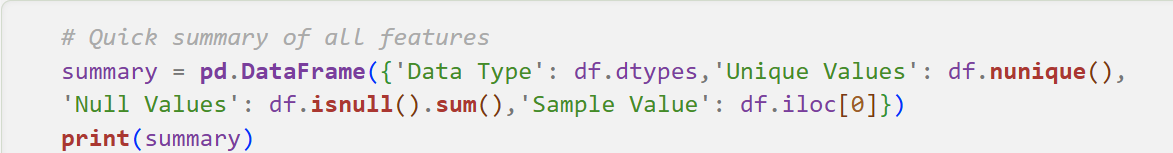 # Quick summary of all features
summary = pd.DataFrame({'Data Type': df.dtypes,'Unique Values': df.nunique(),
'Null Values': df.isnull().sum(),'Sample Value': df.iloc[0]})
print(summary)